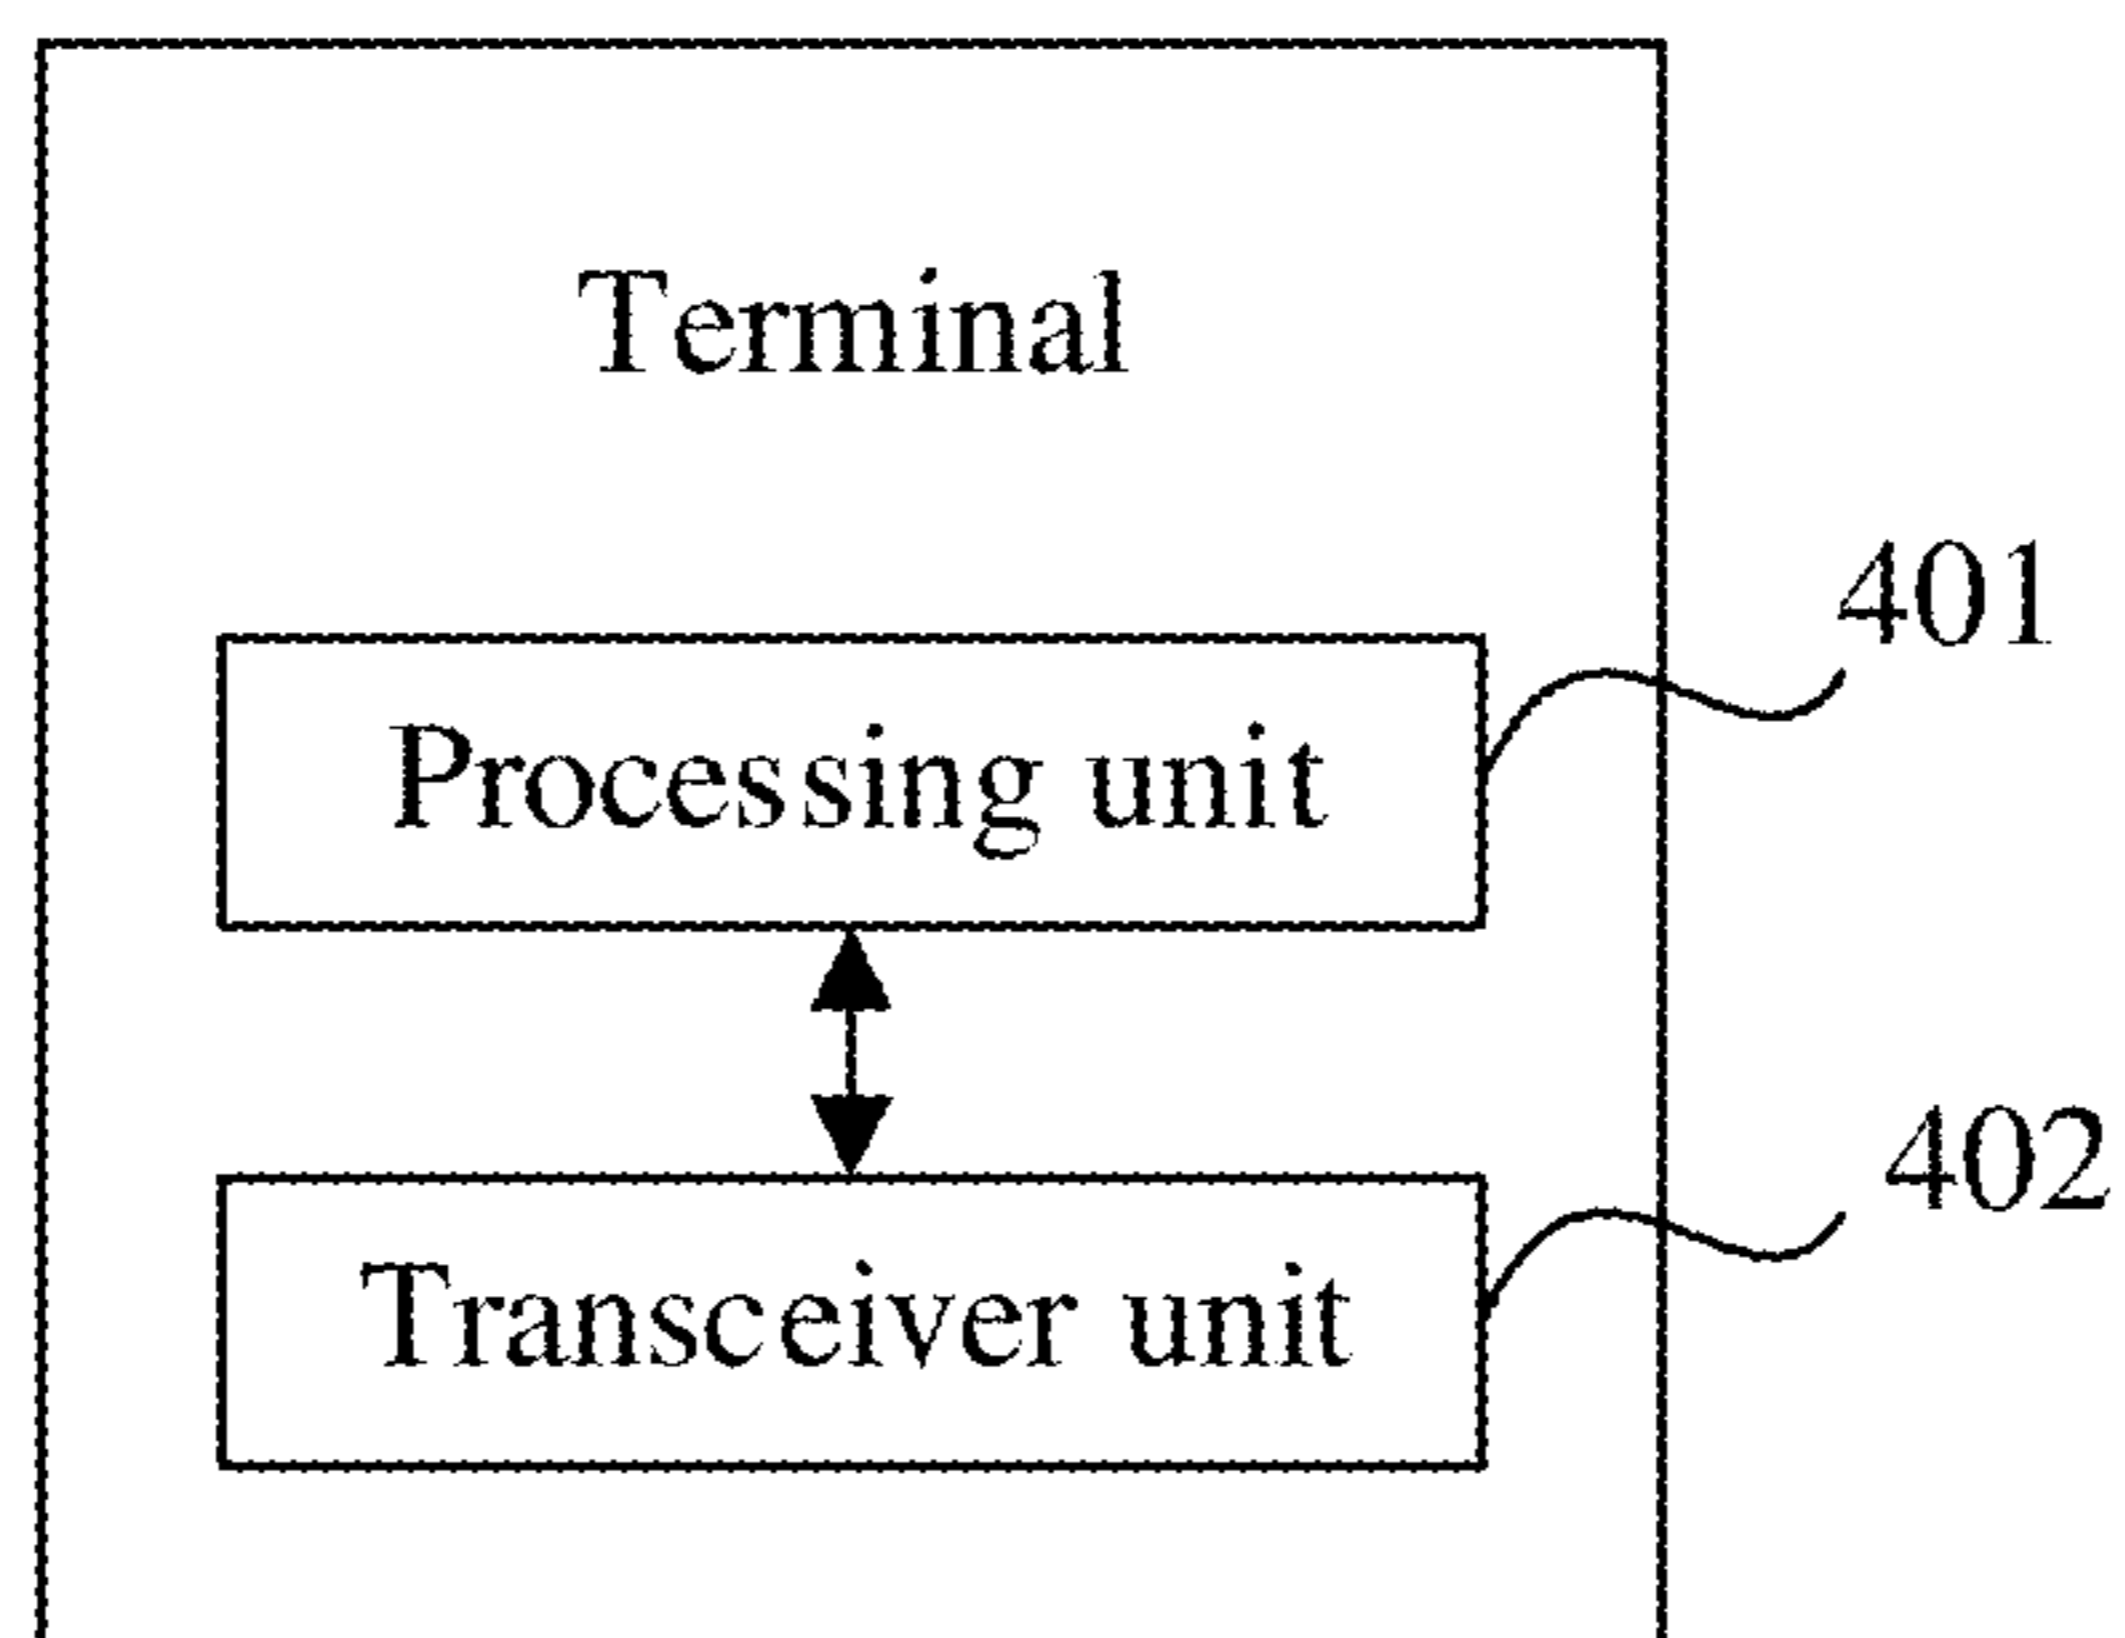 Terminal
401
Processing unit
402
Transceiver unit